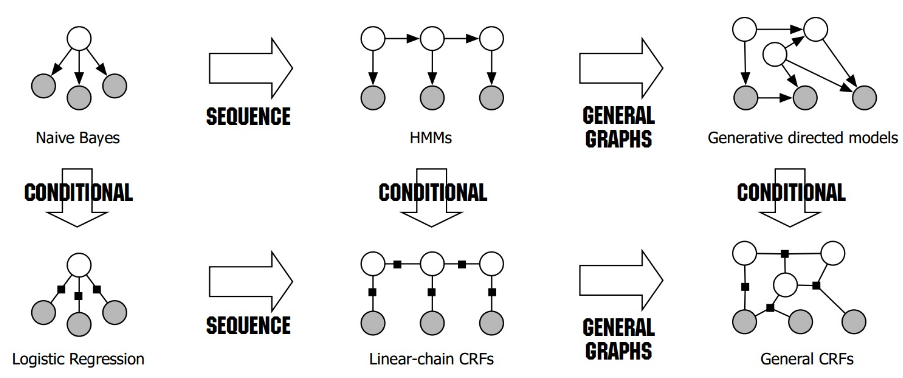 SEQUENCE
GENERAL
GRAPHS
Naive Bayes
HMMs
Generative directed models
CONDITIONAL
CONDITIONAL
CONDITIONAL
SEQUENCE
GENERAL
GRAPHS
Logistic Regression
Linear-chain CRFs
General CRFs